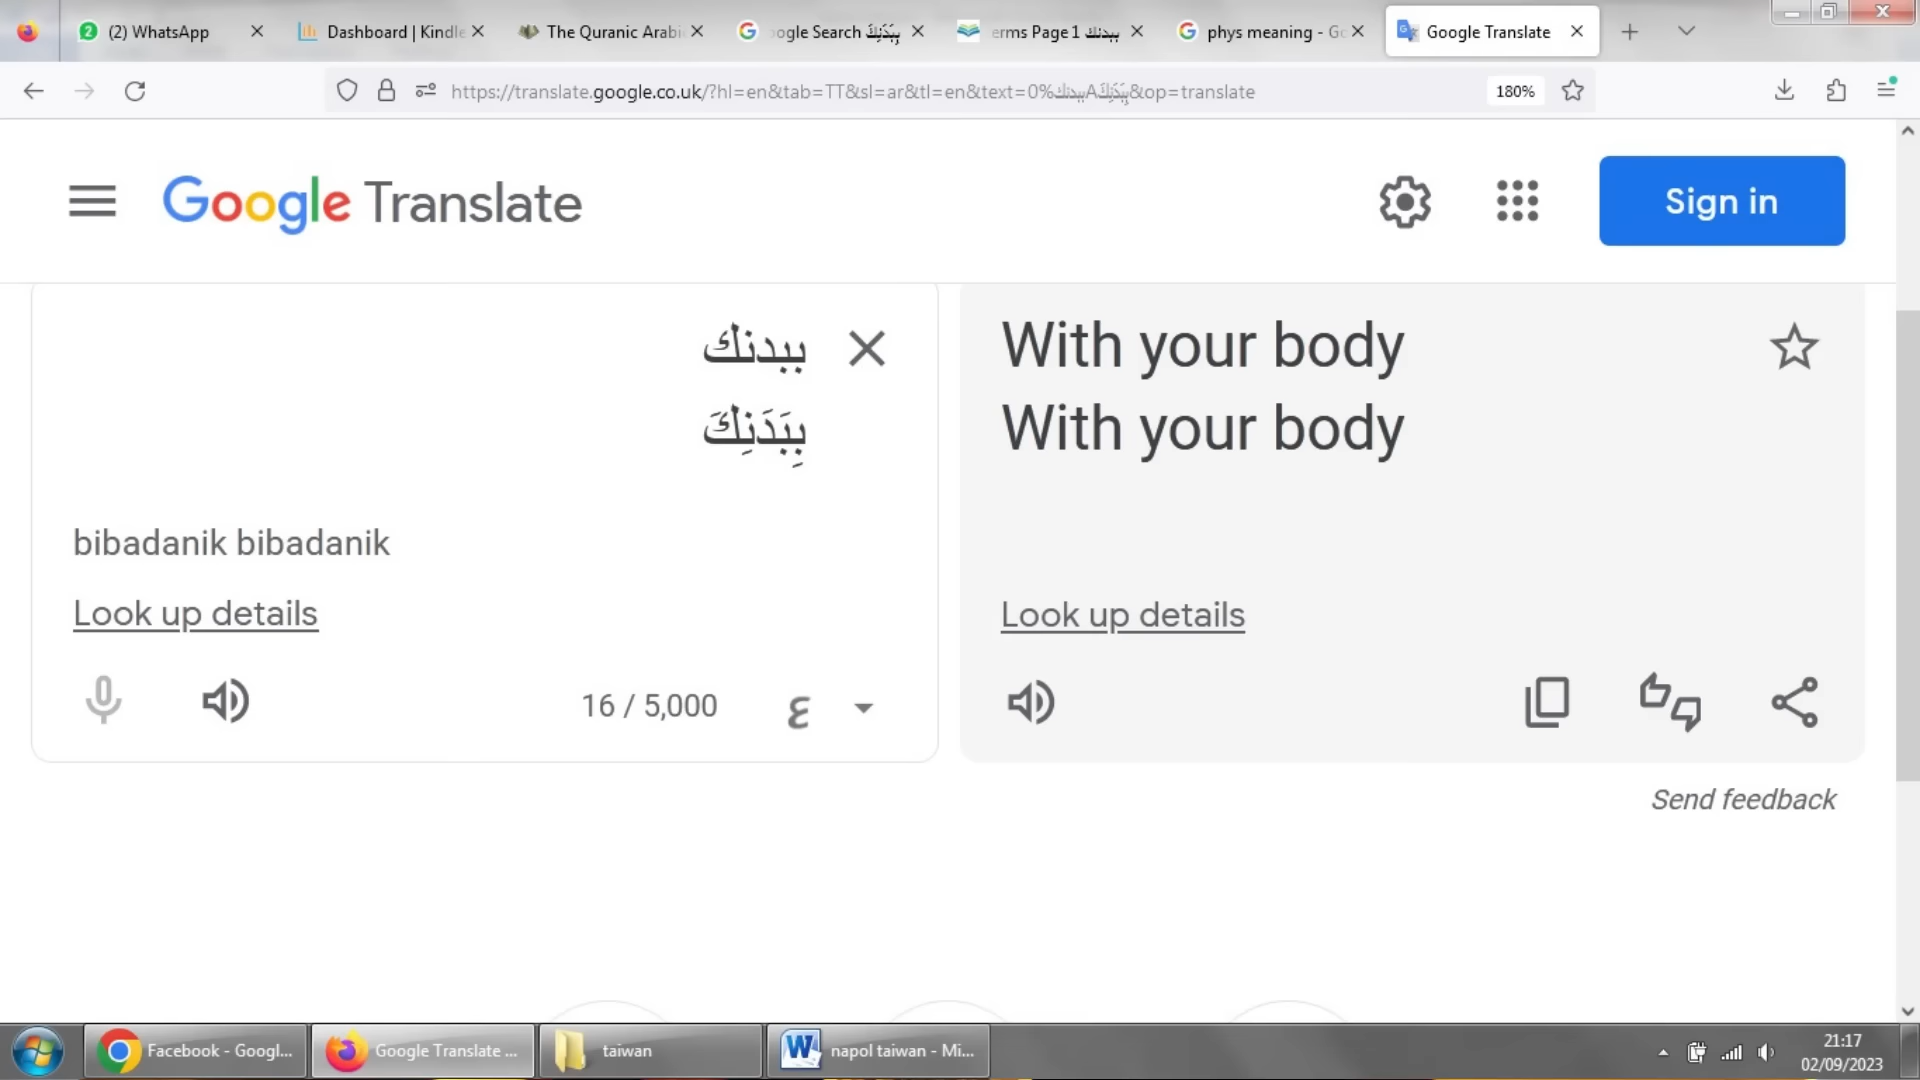 (2) WhatsApp
Dashboard | Kindle
The Quranic Arabi
ogle Search بِبَدَنِكَ
erms Page 1 ببدنك
phys meaning - Go
Google Translate
https://translate.google.co.uk/?hl=en&tab=TT&sl=ar&tl=en&text=0%ببدنكAبِبَدَنِكَ&op=translate
180%
Google Translate
Sign in
ببدنك
بِبَدَنِكَ
bibadanik bibadanik
Look up details
16 / 5,000
ع
With your body
With your body
Look up details
Send feedback
Facebook - Googl...
Google Translate ...
taiwan
napol taiwan - Mi...
21:17
02/09/2023